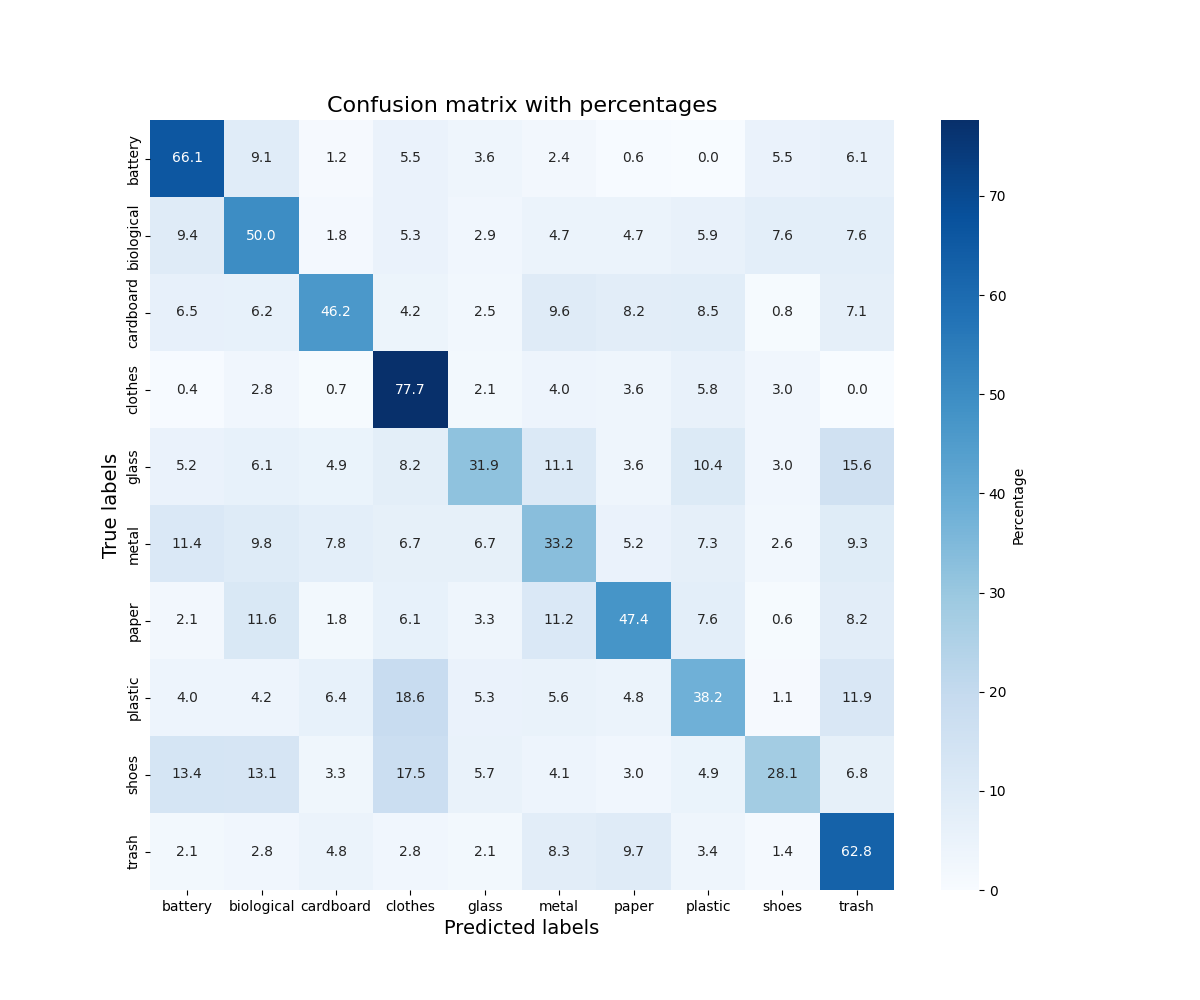 Confusion matrix with percentages
battery 66.1 9.1 1.2 5.5 3.6 2.4 0.6 0.0 5.5 6.1
biological 9.4 50.0 1.8 5.3 2.9 4.7 4.7 5.9 7.6 7.6
cardboard 6.5 6.2 46.2 4.2 2.5 9.6 8.2 8.5 0.8 7.1
clothes 0.4 2.8 0.7 77.7 2.1 4.0 3.6 5.8 3.0 0.0
glass 5.2 6.1 4.9 8.2 31.9 11.1 3.6 10.4 3.0 15.6
metal 11.4 9.8 7.8 6.7 6.7 33.2 5.2 7.3 2.6 9.3
paper 2.1 11.6 1.8 6.1 3.3 11.2 47.4 7.6 0.6 8.2
plastic 4.0 4.2 6.4 18.6 5.3 5.6 4.8 38.2 1.1 11.9
shoes 13.4 13.1 3.3 17.5 5.7 4.1 3.0 4.9 28.1 6.8
trash 2.1 2.8 4.8 2.8 2.1 8.3 9.7 3.4 1.4 62.8
battery biological cardboard clothes glass metal paper plastic shoes trash
Predicted labels
True labels
70
60
50
40
30
20
10
0
Percentage